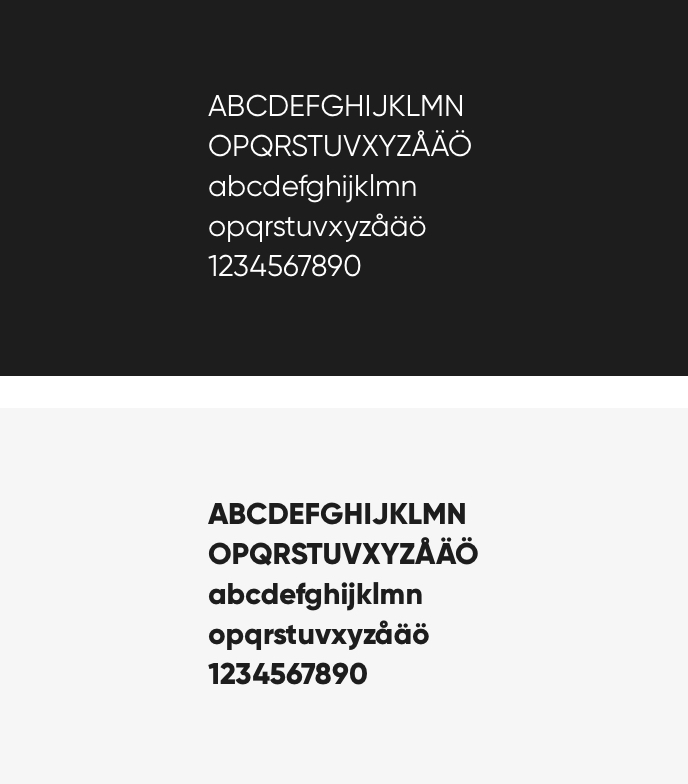 ABCDEFGHIJKLMN
OPQRSTUVXYZÅÄÖ
abcdefghijklmn
opqrstuvxyzåäö
1234567890
ABCDEFGHIJKLMN
OPQRSTUVXYZÅÄÖ
abcdefghijklmn
opqrstuvxyzåäö
1234567890